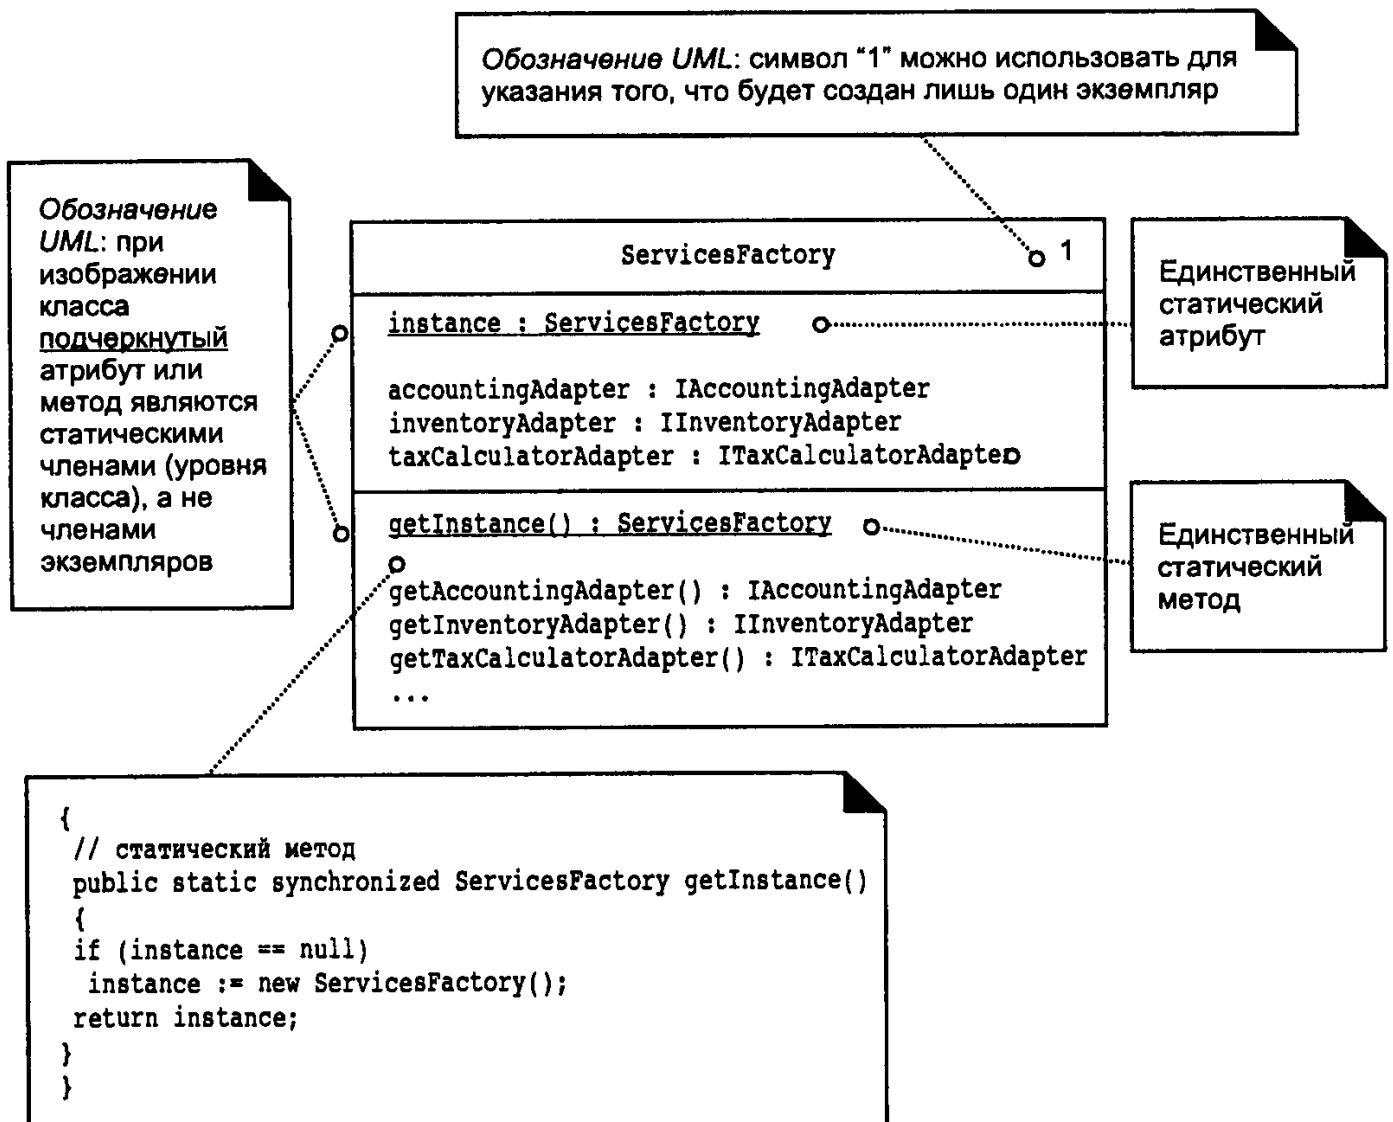 Обозначение UML: символ “1” можно использовать для
указания того, что будет создан лишь один экземпляр
Обозначение
UML: при
изображении
класса
подчеркнутый
атрибут или
метод являются
статическими
членами (уровня
класса), а не
членами
экземпляров
ServicesFactory
1
instance : ServicesFactory
accountingAdapter : IAccountingAdapter
inventoryAdapter : IInventoryAdapter
taxCalculatorAdapter : ITaxCalculatorAdapter
getInstance() : ServicesFactory
getAccountingAdapter() : IAccountingAdapter
getInventoryAdapter() : IInventoryAdapter
getTaxCalculatorAdapter() : ITaxCalculatorAdapter
...
Единственный
статический
атрибут
Единственный
статический
метод
{
// статический метод
public static synchronized ServicesFactory getInstance()
{
if (instance == null)
instance := new ServicesFactory();
return instance;
}
}